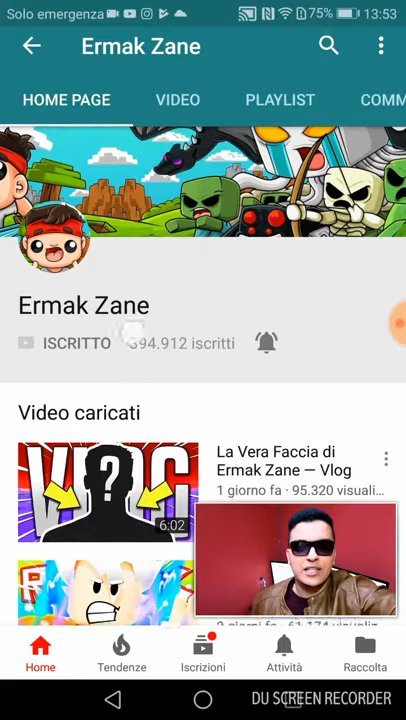 Solo emergenza 75% 13:53
Ermak Zane
HOME PAGE VIDEO PLAYLIST COMM
Ermak Zane
ISCRITTO 394.912 iscritti
Video caricati
La Vera Faccia di
Ermak Zane — Vlog
1 giorno fa · 95.320 visuali...
?
6:02
Home Tendenze Iscrizioni Attività Raccolta
DU SCREEN RECORDER